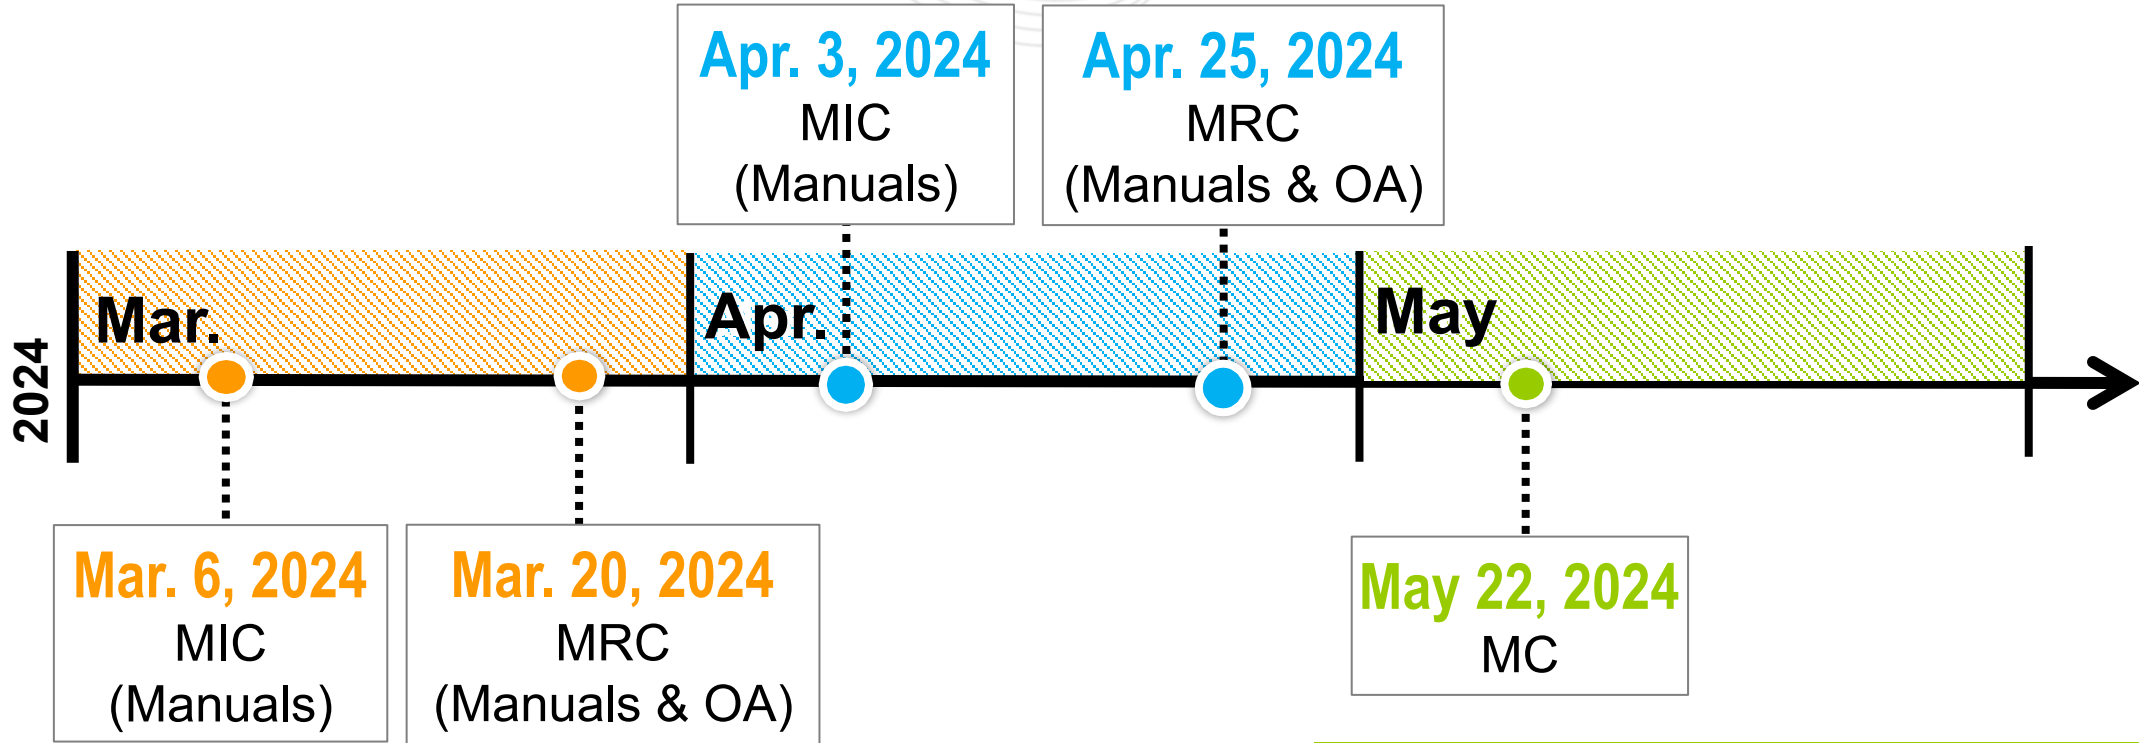 Apr. 3, 2024
MIC
(Manuals)
Apr. 25, 2024
MRC
(Manuals & OA)
2024
Mar.
Apr.
May
Mar. 6, 2024
MIC
(Manuals)
Mar. 20, 2024
MRC
(Manuals & OA)
May 22, 2024
MC